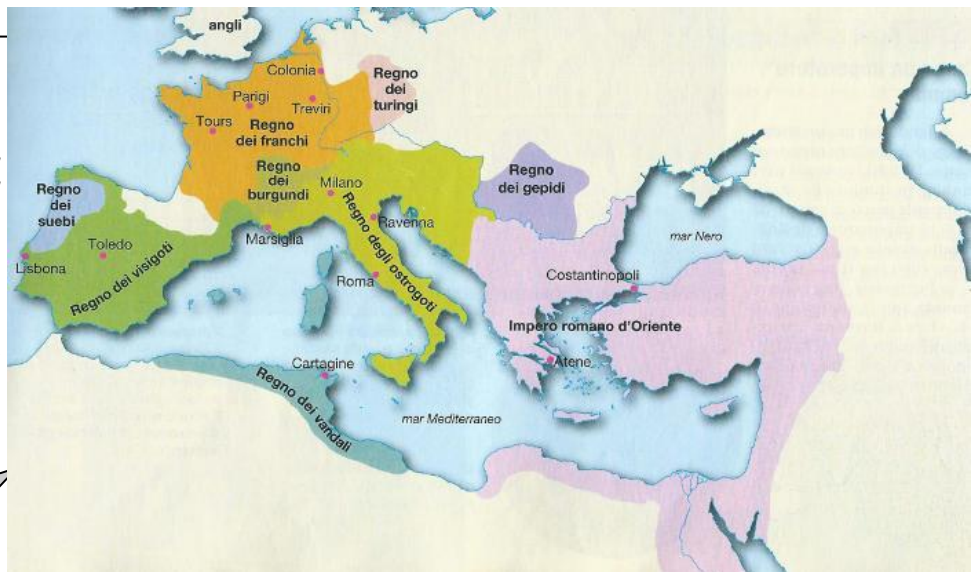 angli
Colonia
Regno
dei
turingi
Parigi
Treviri
Tours
Regno
dei franchi
Regno
dei
burgundi
Regno
dei gepidi
Regno
dei
suebi
Milano
Ravenna
mar Nero
Toledo
Marsiglia
Regno degli ostrogoti
Lisbona
Regno dei visigoti
Roma
Costantinopoli
Impero romano d'Oriente
Cartagine
Atene
Regno dei vandali
mar Mediterraneo